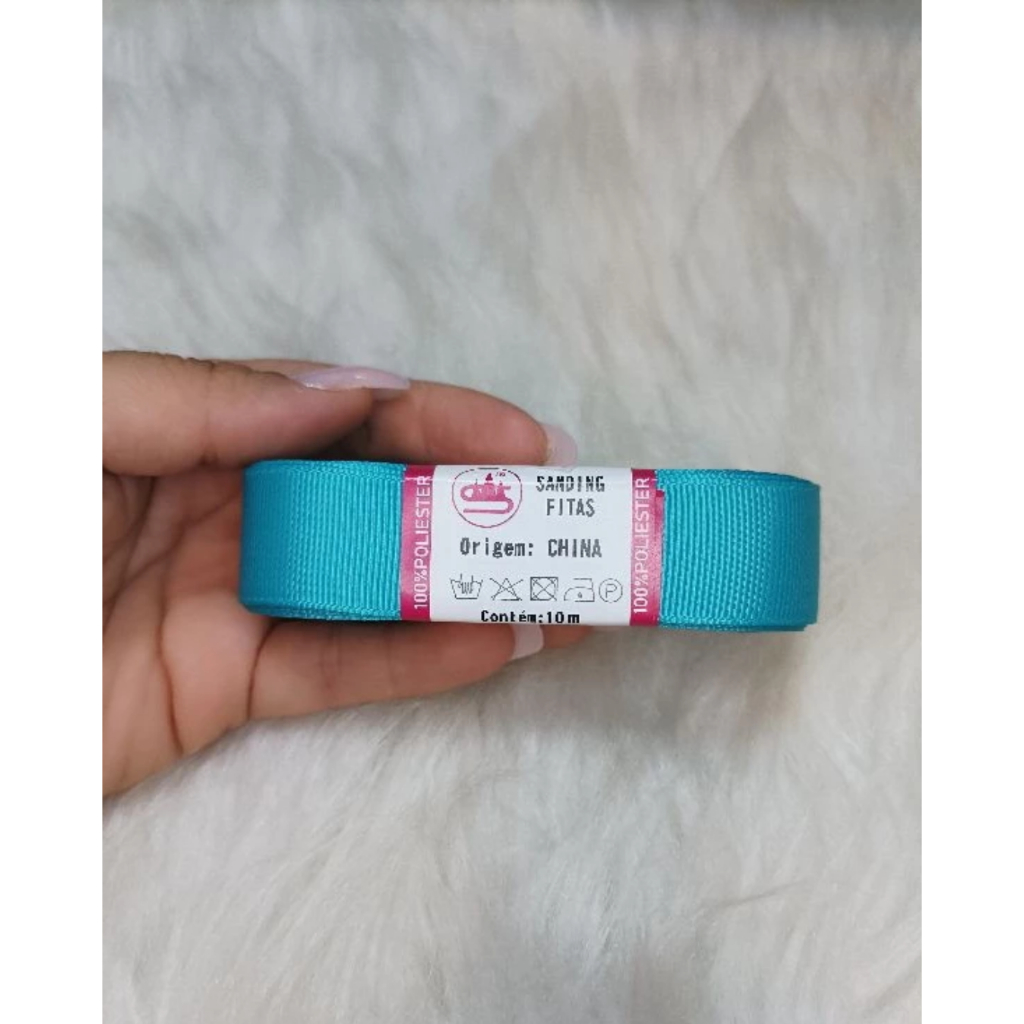 100%POLIESTER
SANDING
FITAS
Origem: CHINA
Contém:10m
100%POLIESTER